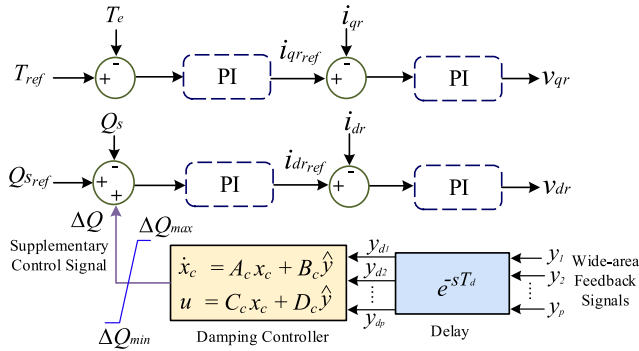 T_e
i_qr
T_ref + - PI i_qr_ref + - PI v_qr
Q_s
i_dr
Qs_ref + - + PI i_dr_ref + - PI v_dr
ΔQ
ΔQ_max
Supplementary
Control Signal
ΔQ_min
ẋ_c = A_c x_c + B_c ŷ
u = C_c x_c + D_c ŷ
Damping Controller
y_d1
y_d2
y_dp
e^-sT_d
Delay
y_1
y_2
y_p
Wide-area
Feedback
Signals